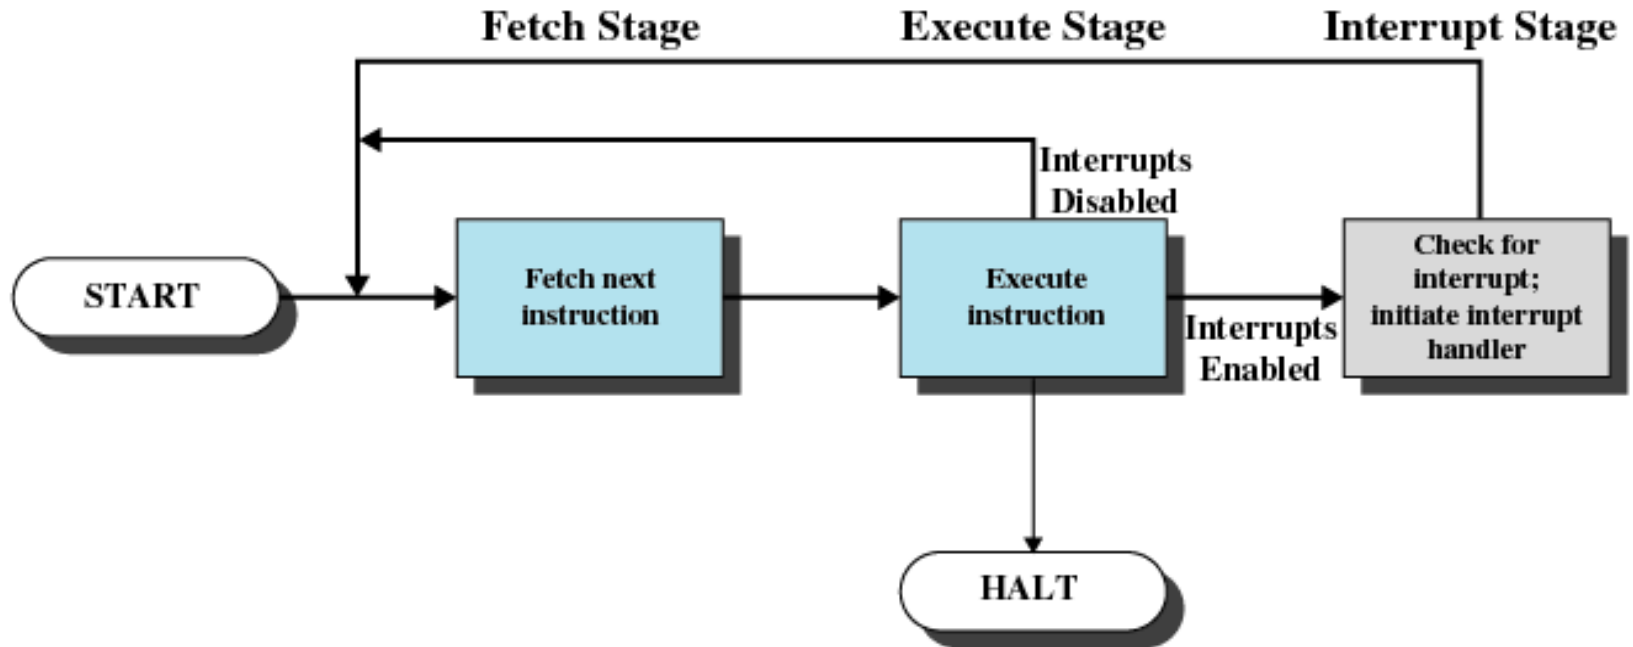 Fetch Stage
Execute Stage
Interrupt Stage
Interrupts
Disabled
START
Fetch next
instruction
Execute
instruction
Interrupts
Enabled
Check for
interrupt;
initiate interrupt
handler
HALT